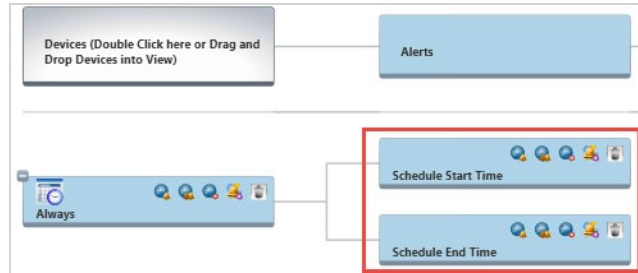 Devices (Double Click here or Drag and
Drop Devices into View)
Alerts
Schedule Start Time
Always
Schedule End Time